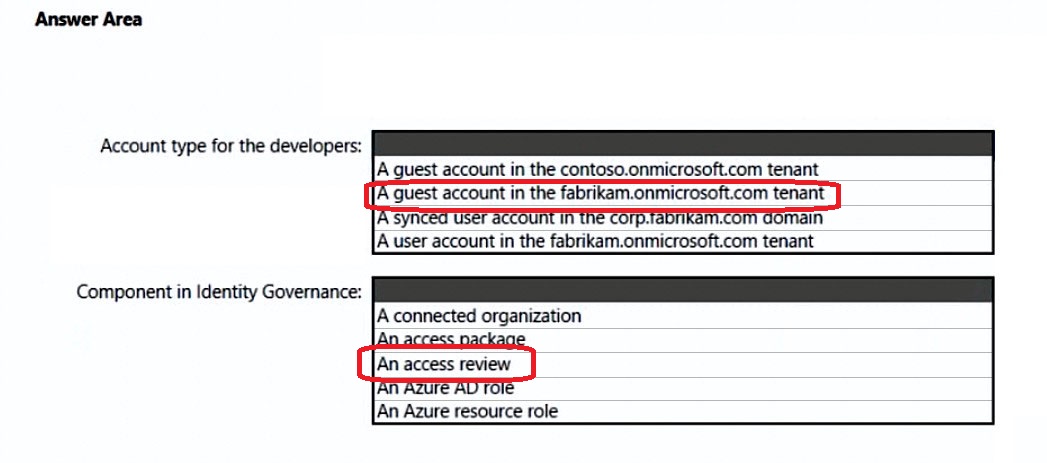 Answer Area
Account type for the developers:
A guest account in the contoso.onmicrosoft.com tenant
A guest account in the fabrikam.onmicrosoft.com tenant
A synced user account in the corp.fabrikam.com domain
A user account in the fabrikam.onmicrosoft.com tenant
Component in Identity Governance:
A connected organization
An access package
An access review
An Azure AD role
An Azure resource role